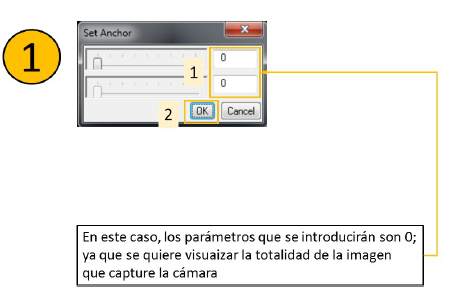 1
Set Anchor
0
1
0
2
OK
Cancel
En este caso, los parámetros que se introducirán son 0;
ya que se quiere visuaizar la totalidad de la imagen
que capture la cámara